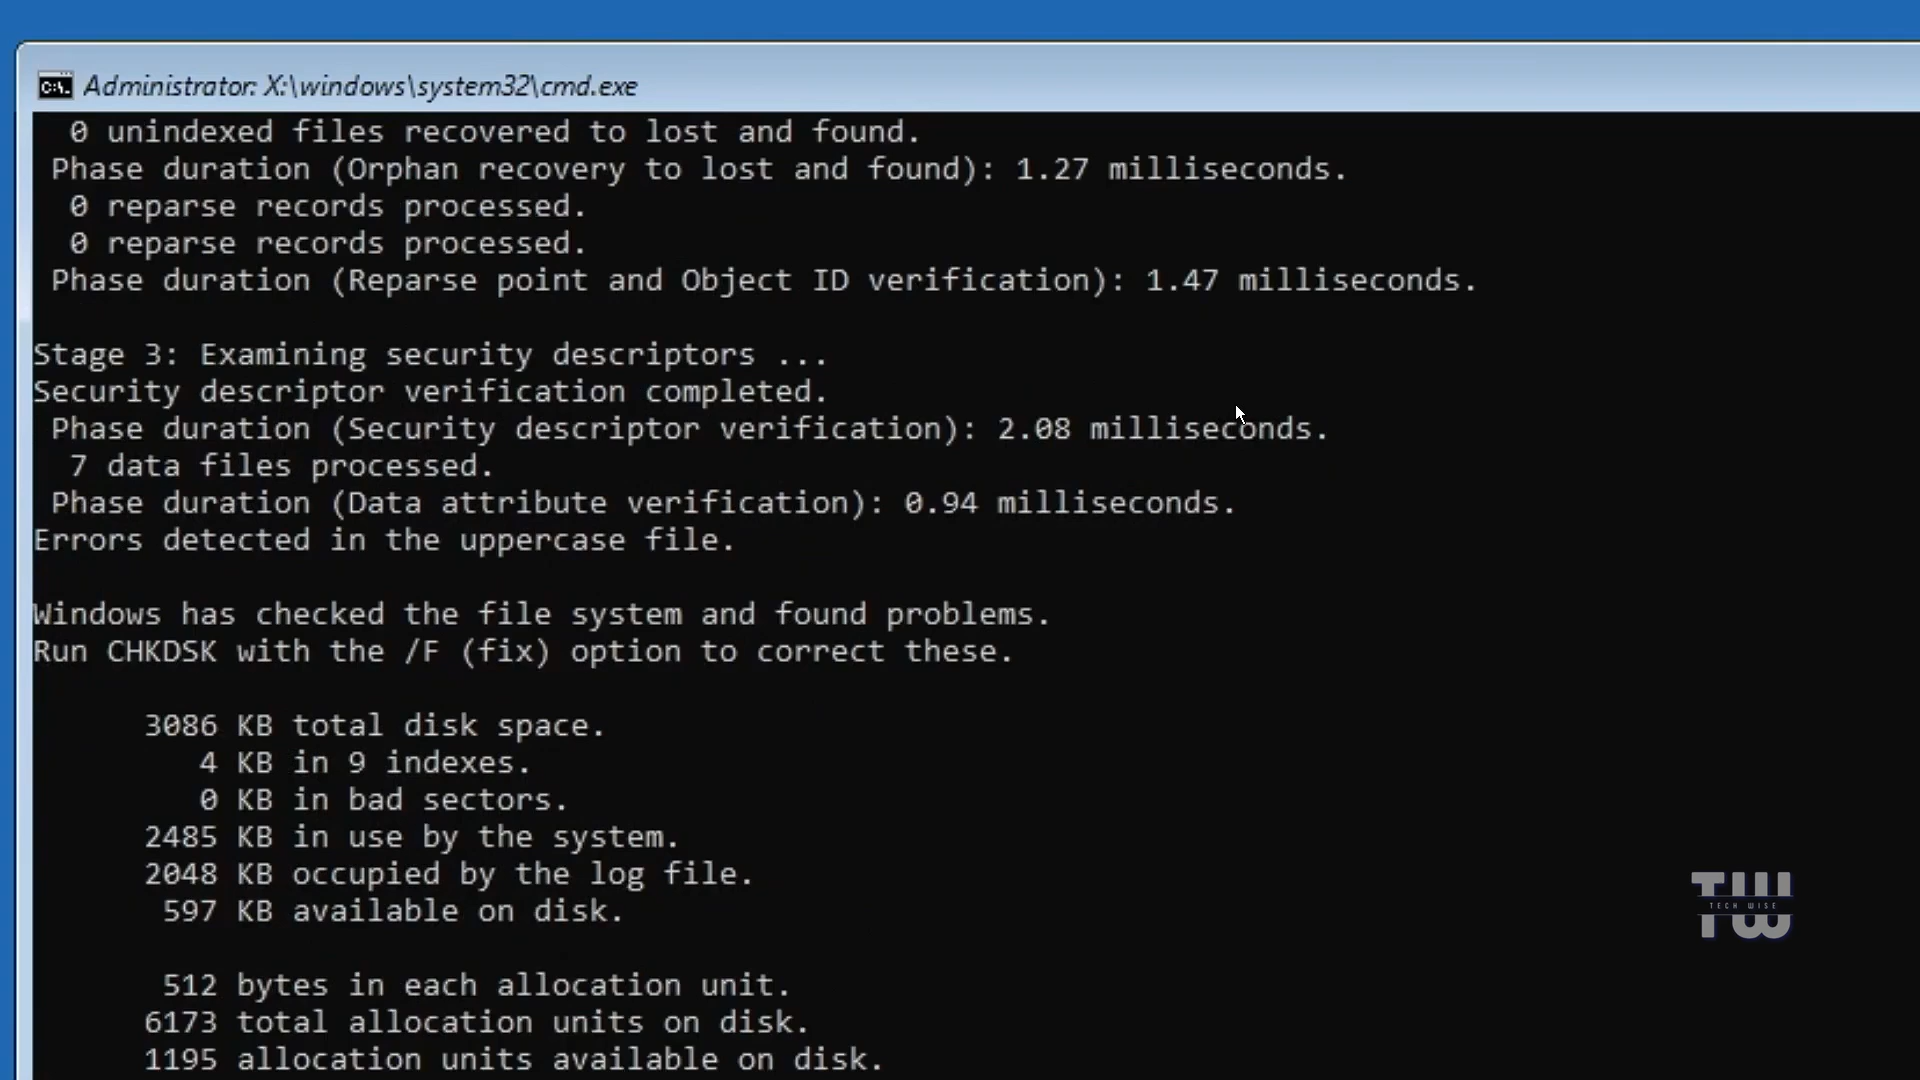 Administrator: X:\windows\system32\cmd.exe
0 unindexed files recovered to lost and found.
Phase duration (Orphan recovery to lost and found): 1.27 milliseconds.
0 reparse records processed.
0 reparse records processed.
Phase duration (Reparse point and Object ID verification): 1.47 milliseconds.
Stage 3: Examining security descriptors ...
Security descriptor verification completed.
Phase duration (Security descriptor verification): 2.08 milliseconds.
7 data files processed.
Phase duration (Data attribute verification): 0.94 milliseconds.
Errors detected in the uppercase file.
Windows has checked the file system and found problems.
Run CHKDSK with the /F (fix) option to correct these.
3086 KB total disk space.
4 KB in 9 indexes.
0 KB in bad sectors.
2485 KB in use by the system.
2048 KB occupied by the log file.
597 KB available on disk.
512 bytes in each allocation unit.
6173 total allocation units on disk.
1195 allocation units available on disk.
TW
TECH WISE